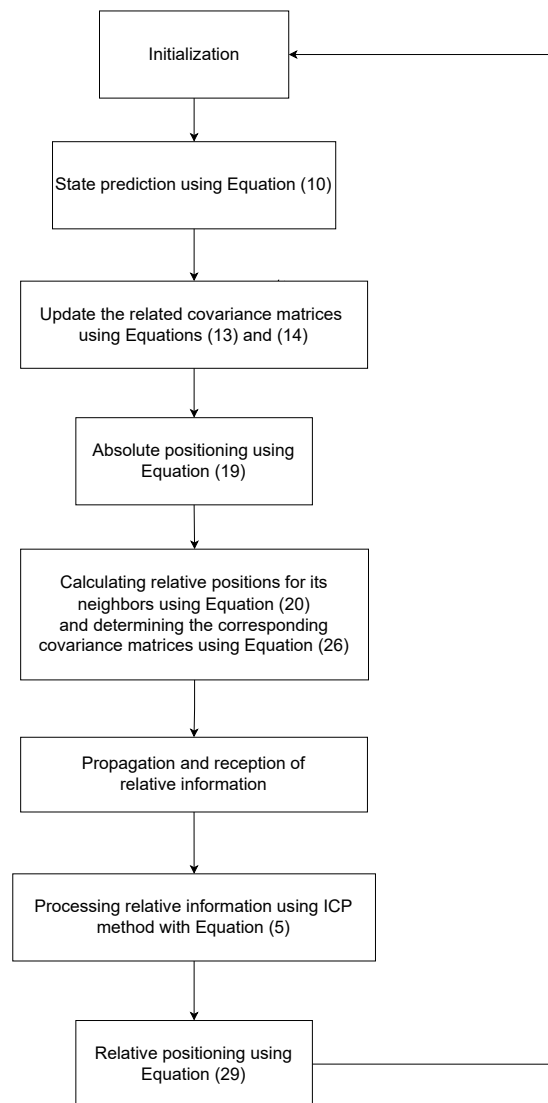 Initialization
State prediction using Equation (10)
Update the related covariance matrices
using Equations (13) and (14)
Absolute positioning using
Equation (19)
Calculating relative positions for its
neighbors using Equation (20)
and determining the corresponding
covariance matrices using Equation (26)
Propagation and reception of
relative information
Processing relative information using ICP
method with Equation (5)
Relative positioning using
Equation (29)